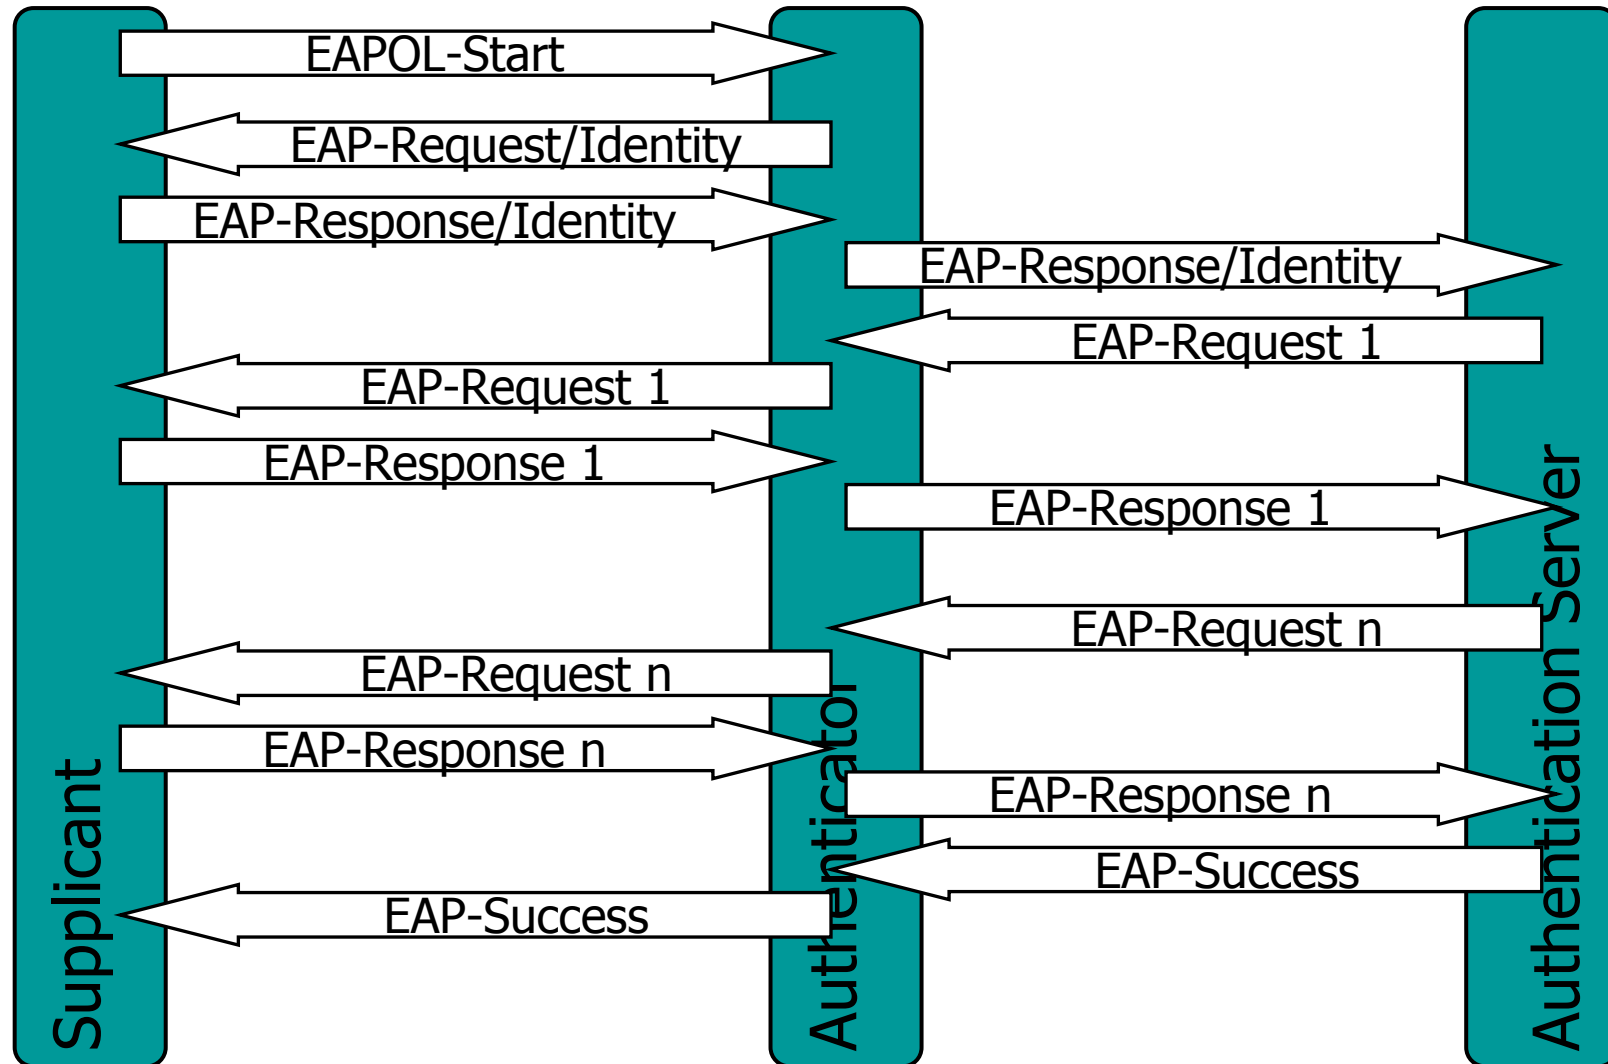 EAPOL-Start
EAP-Request/Identity
EAP-Response/Identity
EAP-Response/Identity
EAP-Request 1
EAP-Request 1
EAP-Response 1
EAP-Response 1
EAP-Request n
EAP-Request n
EAP-Response n
EAP-Response n
EAP-Success
EAP-Success
Supplicant
Authenticator
Authentication Server